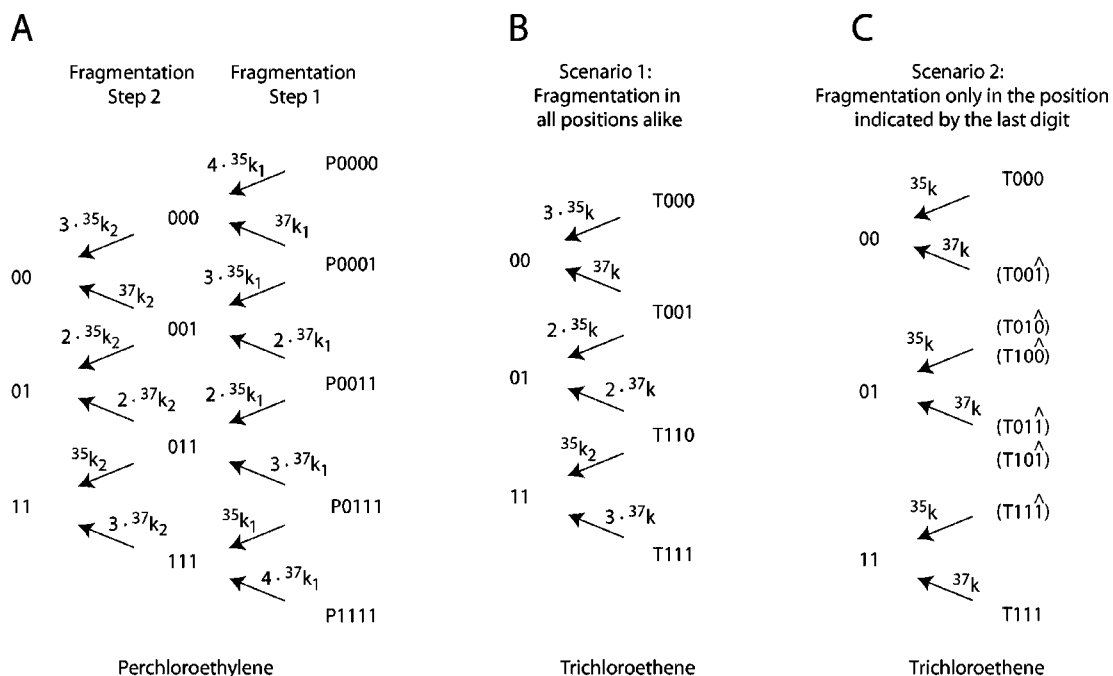 A
B
C
Fragmentation
Step 2
Fragmentation
Step 1
Scenario 1:
Fragmentation in
all positions alike
Scenario 2:
Fragmentation only in the position
indicated by the last digit
4 · ³⁵k₁
P0000
000
³⁷k₁
3 · ³⁵k₂
P0001
3 · ³⁵k₁
00
³⁷k₂
001
2 · ³⁷k₁
2 · ³⁵k₂
P0011
2 · ³⁵k₁
01
2 · ³⁷k₂
011
3 · ³⁷k₁
³⁵k₂
P0111
³⁵k₁
11
3 · ³⁷k₂
111
4 · ³⁷k₁
P1111
Perchloroethylene
T000
3 · ³⁵k
00
³⁷k
T001
2 · ³⁵k
01
2 · ³⁷k
T110
³⁵k₂
11
3 · ³⁷k
T111
Trichloroethene
³⁵k
T000
00
³⁷k
(T001̂)
(T010̂)
³⁵k
(T100̂)
01
³⁷k
(T011̂)
(T101̂)
³⁵k
(T111̂)
11
³⁷k
T111
Trichloroethene